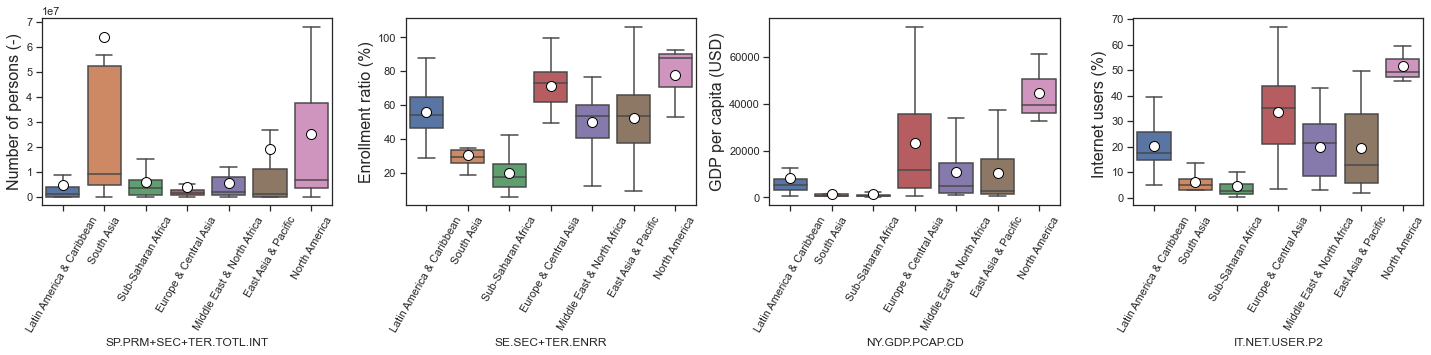 1e7
Number of persons (-)
7
6
5
4
3
2
1
0
Latin America & Caribbean
South Asia
Sub-Saharan Africa
Europe & Central Asia
Middle East & North Africa
East Asia & Pacific
North America
SP.PRM+SEC+TER.TOTL.INT
Enrollment ratio (%)
100
80
60
40
20
Latin America & Caribbean
South Asia
Sub-Saharan Africa
Europe & Central Asia
Middle East & North Africa
East Asia & Pacific
North America
SE.SEC+TER.ENRR
GDP per capita (USD)
60000
40000
20000
0
Latin America & Caribbean
South Asia
Sub-Saharan Africa
Europe & Central Asia
Middle East & North Africa
East Asia & Pacific
North America
NY.GDP.PCAP.CD
Internet users (%)
70
60
50
40
30
20
10
0
Latin America & Caribbean
South Asia
Sub-Saharan Africa
Europe & Central Asia
Middle East & North Africa
East Asia & Pacific
North America
IT.NET.USER.P2